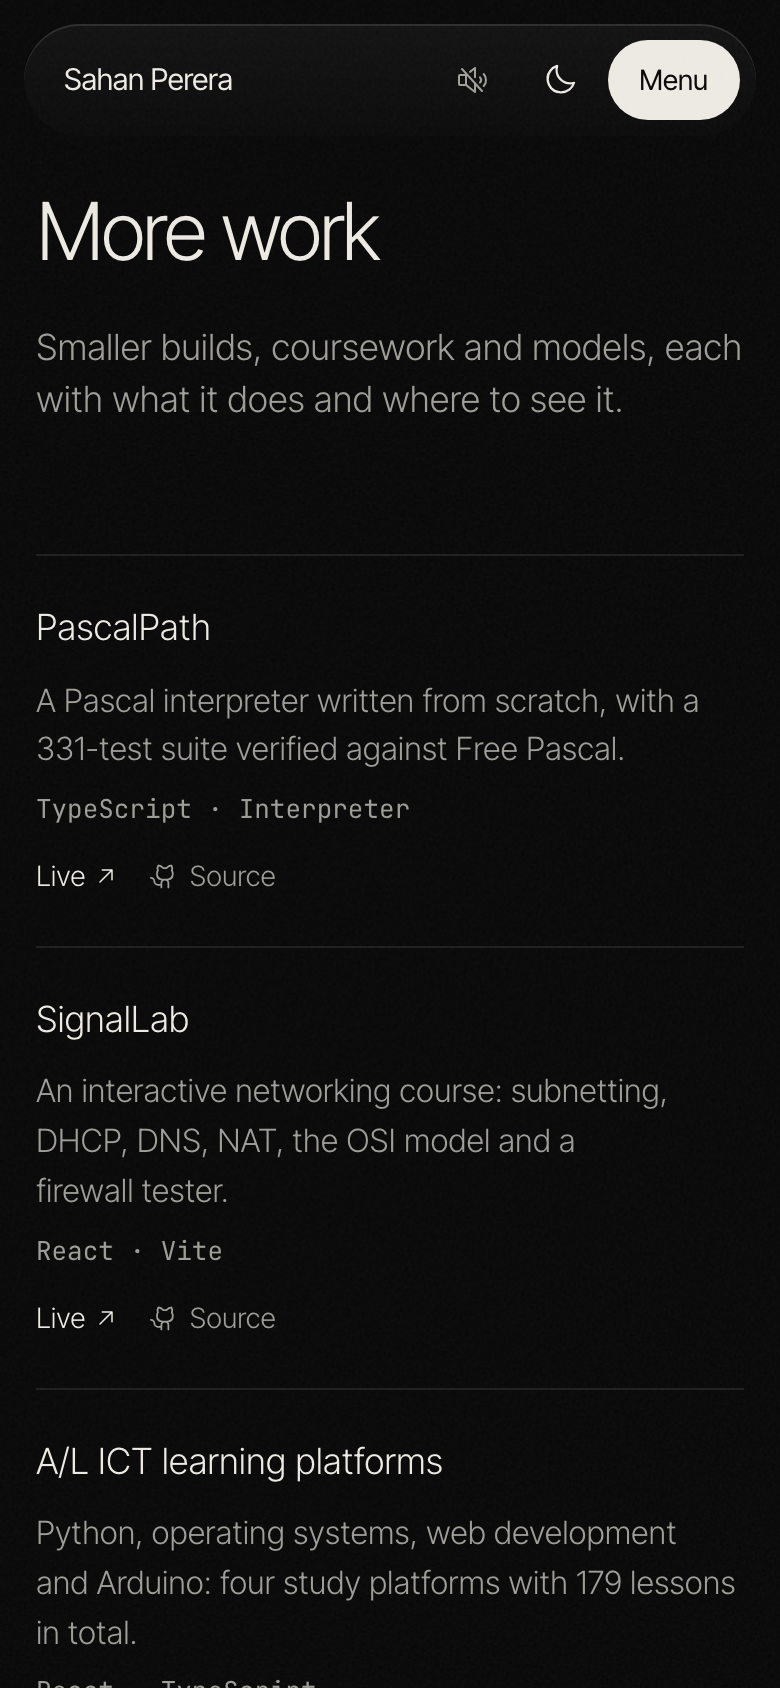 Sahan Perera
Menu
More work
Smaller builds, coursework and models, each
with what it does and where to see it.
PascalPath
A Pascal interpreter written from scratch, with a
331-test suite verified against Free Pascal.
TypeScript · Interpreter
Live ↗ Source
SignalLab
An interactive networking course: subnetting,
DHCP, DNS, NAT, the OSI model and a
firewall tester.
React · Vite
Live ↗ Source
A/L ICT learning platforms
Python, operating systems, web development
and Arduino: four study platforms with 179 lessons
in total.
React · TypeScript